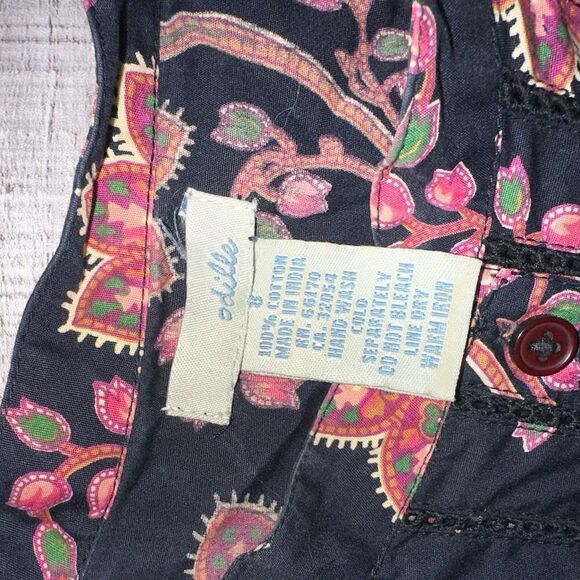 odille
8
100% COTTON
MADE IN INDIA
RN. 66170
CA. 32054
HAND WASH
COLD
SEPARATELY
DO NOT BLEACH
LINE DRY
WARM IRON